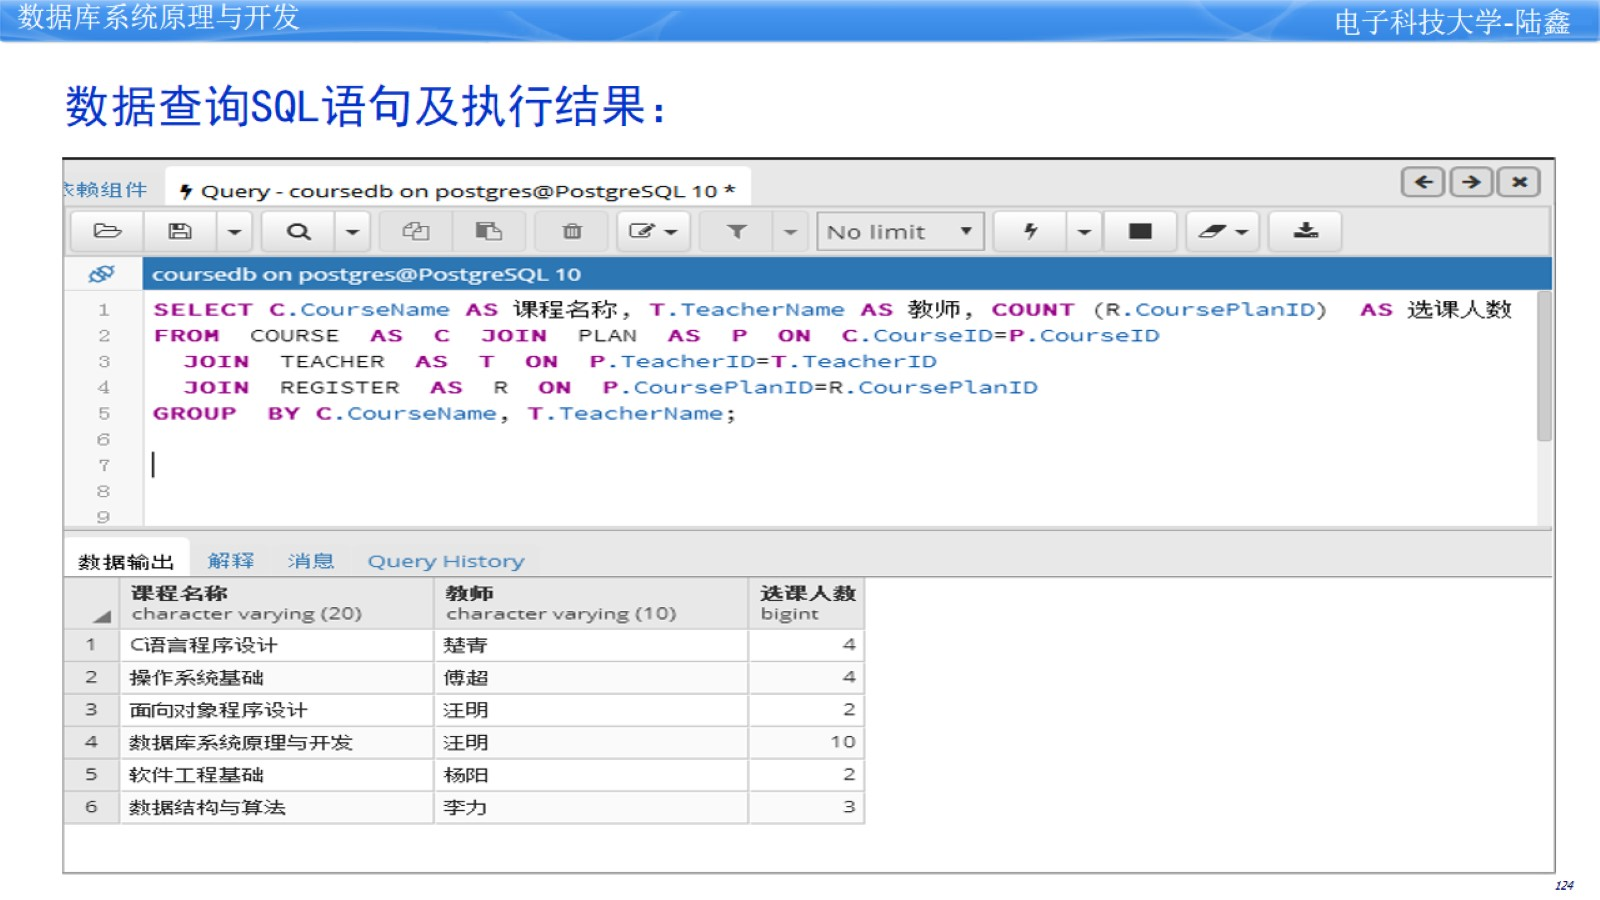 数据库系统原理与开发
电子科技大学-陆鑫
数据查询SQL语句及执行结果：
依赖组件
Query - coursedb on postgres@PostgreSQL 10 *
No limit
coursedb on postgres@PostgreSQL 10
1 SELECT C.CourseName AS 课程名称, T.TeacherName AS 教师, COUNT (R.CoursePlanID) AS 选课人数
2 FROM COURSE AS C JOIN PLAN AS P ON C.CourseID=P.CourseID
3 JOIN TEACHER AS T ON P.TeacherID=T.TeacherID
4 JOIN REGISTER AS R ON P.CoursePlanID=R.CoursePlanID
5 GROUP BY C.CourseName, T.TeacherName;
6
7
8
9
数据输出 解释 消息 Query History
课程名称 教师 选课人数
character varying (20) character varying (10) bigint
1 C语言程序设计 楚青 4
2 操作系统基础 傅超 4
3 面向对象程序设计 汪明 2
4 数据库系统原理与开发 汪明 10
5 软件工程基础 杨阳 2
6 数据结构与算法 李力 3
124